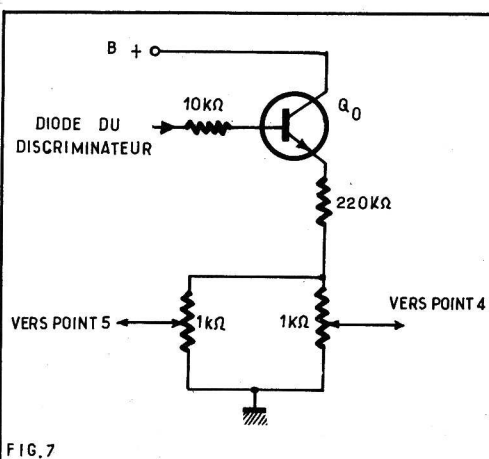 B +
Q0
10KΩ
DIODE DU
DISCRIMINATEUR
220KΩ
VERS POINT 5
1KΩ
1KΩ
VERS POINT 4
FIG.7